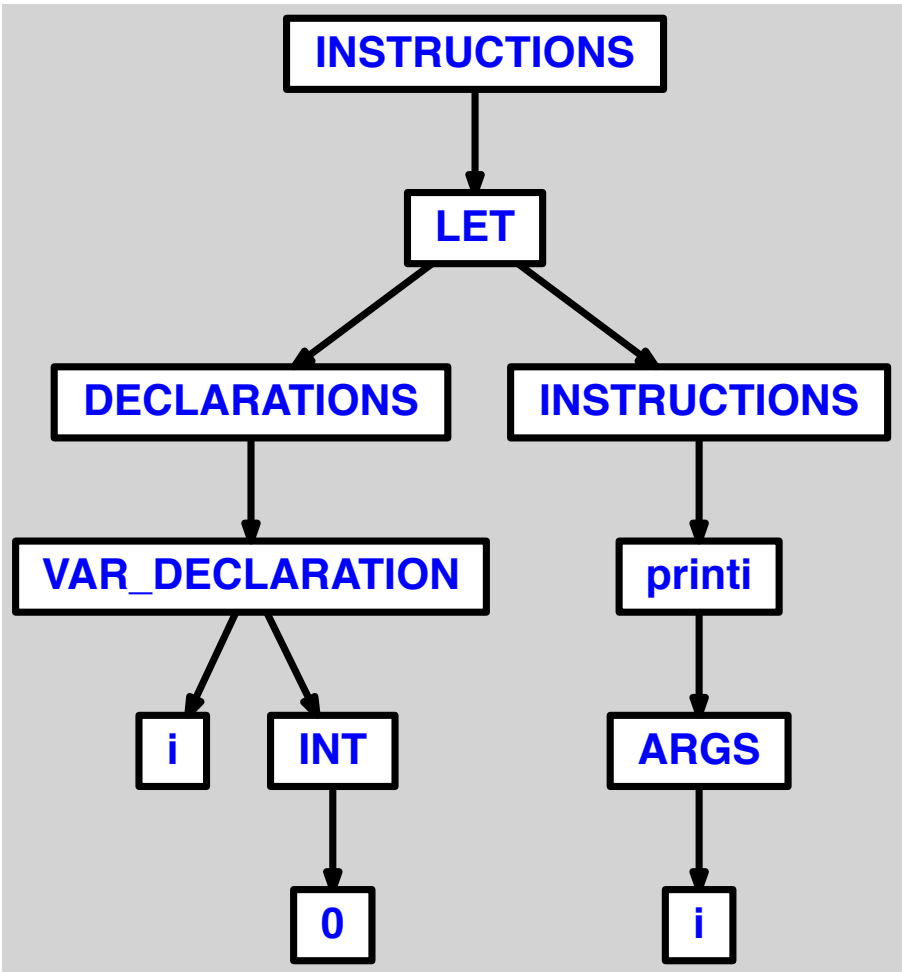 INSTRUCTIONS
LET
DECLARATIONS
INSTRUCTIONS
VAR_DECLARATION
printi
i
INT
ARGS
0
i